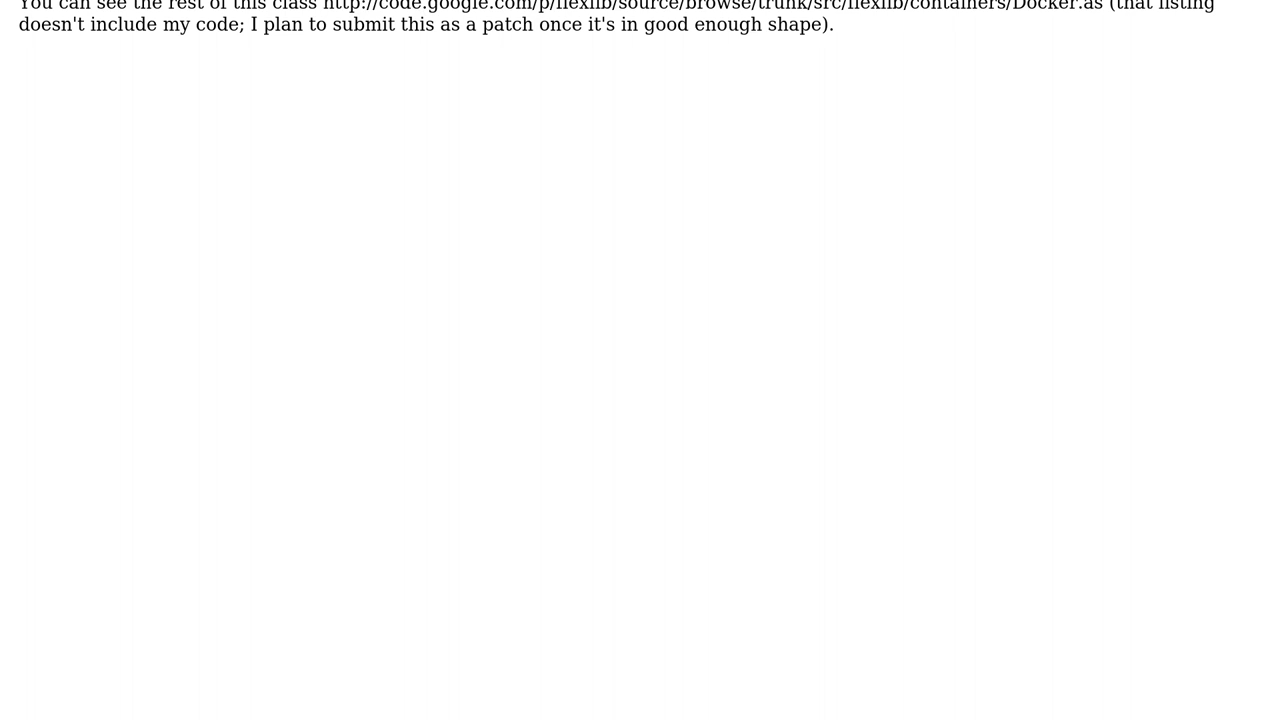 You can see the rest of this class http://code.google.com/p/flexlib/source/browse/trunk/src/flexlib/containers/Docker.as (that listing
doesn't include my code; I plan to submit this as a patch once it's in good enough shape).